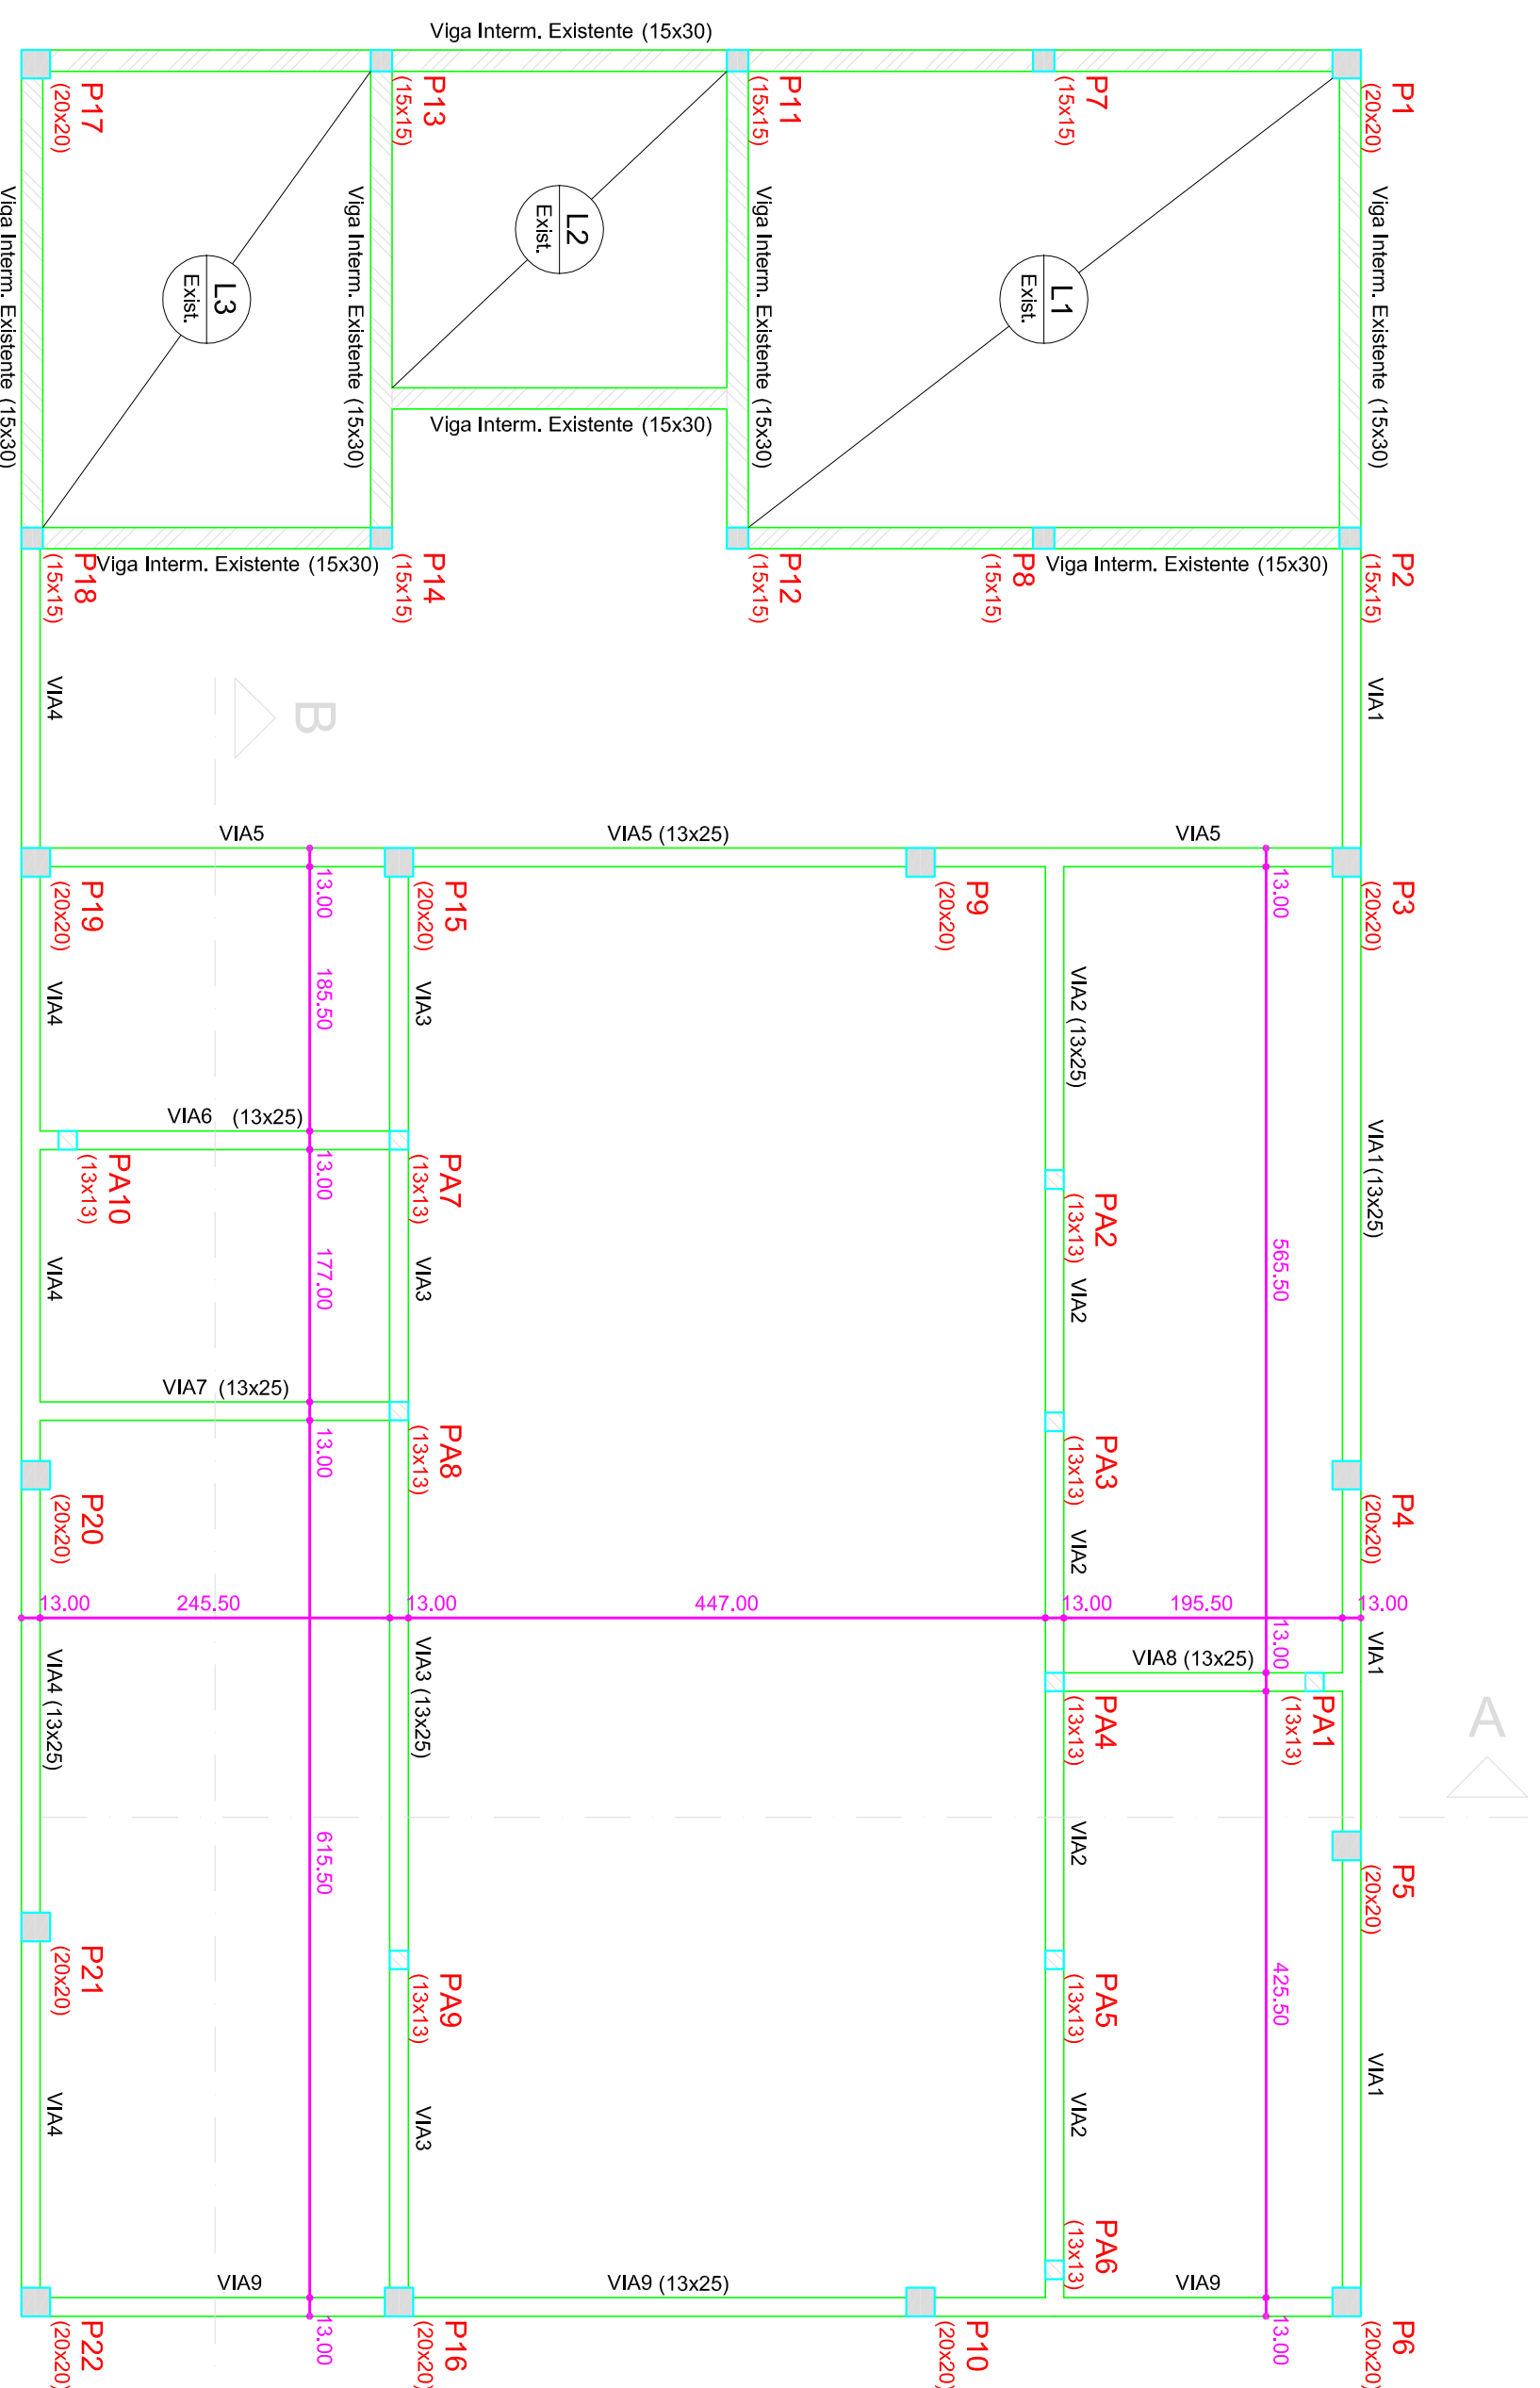 Viga Interm. Existente (15x30)
P1
(20x20)
Viga Interm. Existente (15x30)
P7
(15x15)
P11
(15x15)
P13
(15x15)
P17
(20x20)
Viga Interm. Existente (15x30)
Viga Interm. Existente (15x30)
Viga Interm. Existente (15x30)
L1
Exist.
L2
Exist.
L3
Exist.
Viga Interm. Existente (15x30)
Viga Interm. Existente (15x30)
Viga Interm. Existente (15x30)
P2
(15x15)
P8
(15x15)
P12
(15x15)
P14
(15x15)
P18
(15x15)
VIA1
VIA4
B
VIA5
VIA5 (13x25)
VIA5
P3
(20x20)
P9
(20x20)
P15
(20x20)
P19
(20x20)
13.00
13.00
185.50
VIA2 (13x25)
VIA3
VIA4
VIA6 (13x25)
VIA1 (13x25)
PA7
(13x13)
PA10
(13x13)
13.00
PA2
(13x13)
565.50
177.00
VIA2
VIA3
VIA4
VIA7 (13x25)
PA3
(13x13)
PA8
(13x13)
13.00
P4
(20x20)
P20
(20x20)
VIA2
13.00
245.50
13.00
447.00
13.00
195.50
13.00
13.00
VIA1
VIA8 (13x25)
VIA3 (13x25)
VIA4 (13x25)
PA1
(13x13)
PA4
(13x13)
A
VIA2
615.50
P5
(20x20)
P21
(20x20)
425.50
PA5
(13x13)
PA9
(13x13)
VIA1
VIA2
VIA3
VIA4
PA6
(13x13)
VIA9
VIA9 (13x25)
VIA9
13.00
13.00
P6
(20x20)
P10
(20x20)
P16
(20x20)
P22
(20x20)